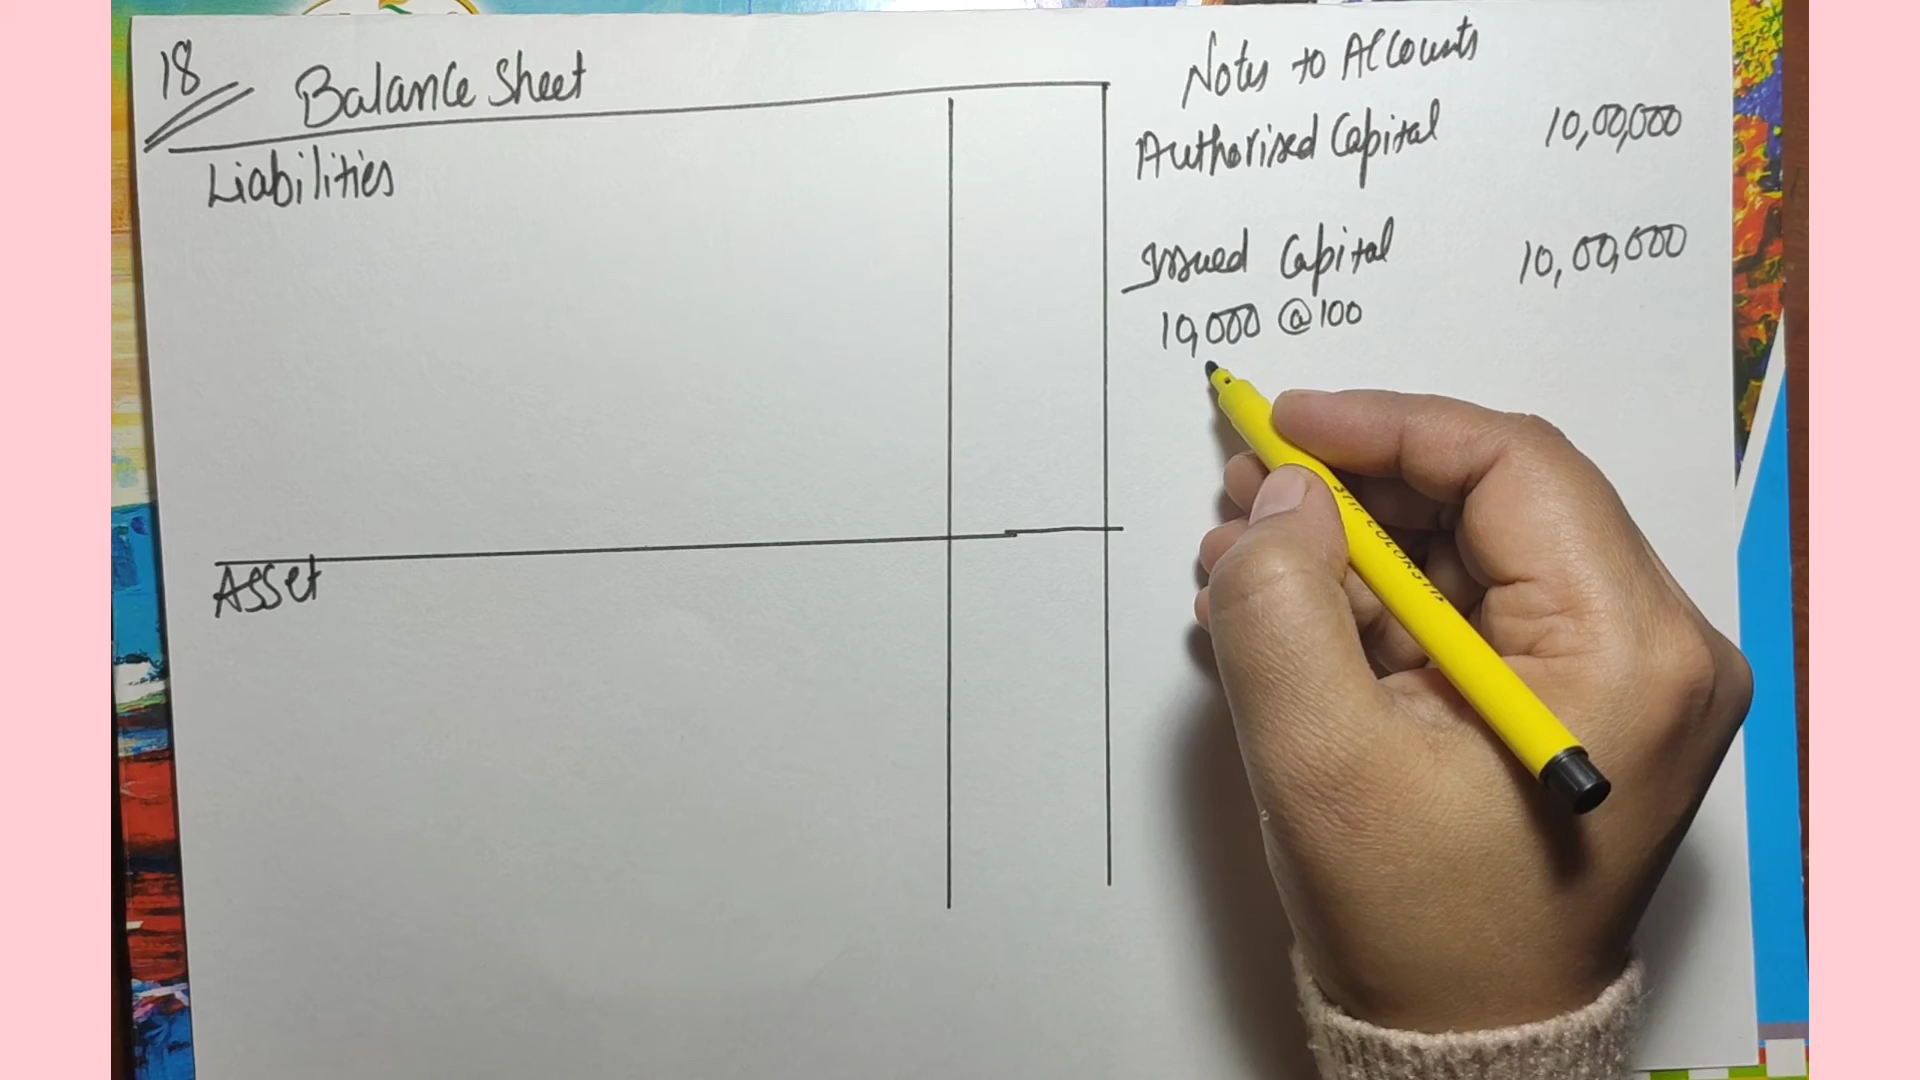 18
Balance Sheet
Liabilities
Asset
Notes to Accounts
Authorised Capital 10,00,000
Issued Capital 10,00,000
10,000 @100